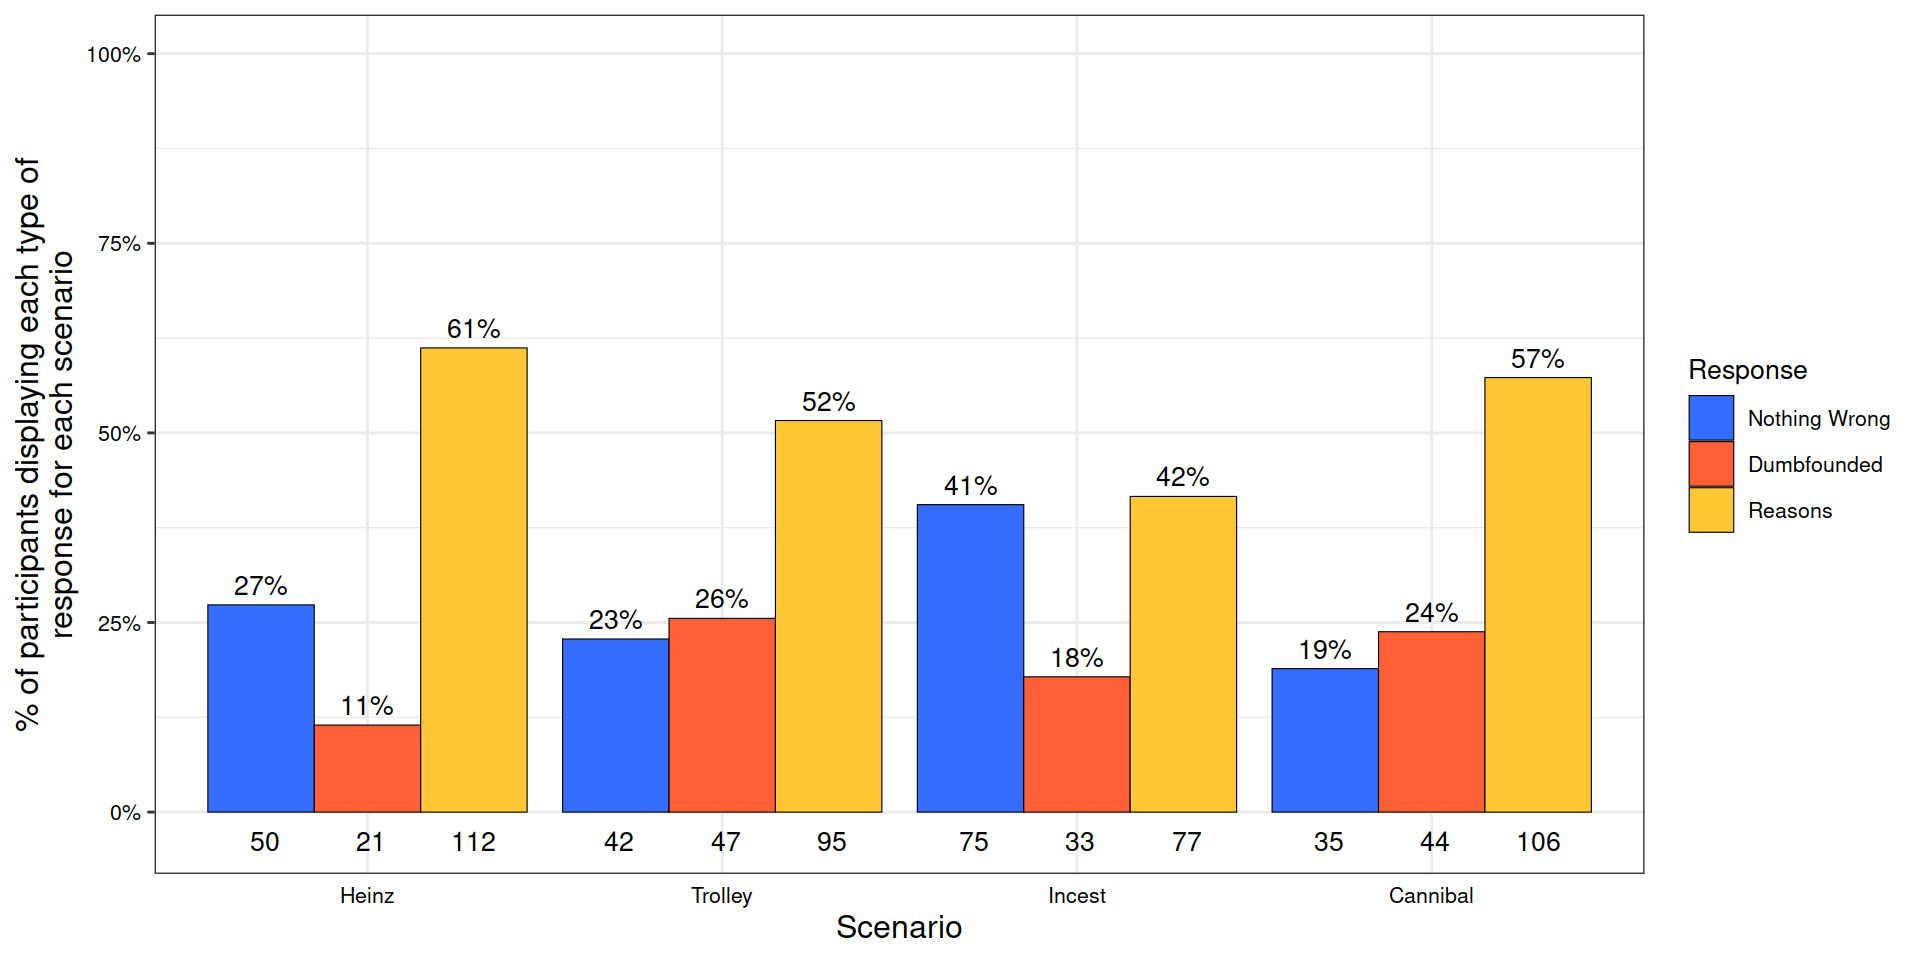 % of participants displaying each type of
response for each scenario
100%
75%
50%
25%
0%
27%
11%
61%
23%
26%
52%
41%
18%
42%
19%
24%
57%
50
21
112
42
47
95
75
33
77
35
44
106
Heinz
Trolley
Incest
Cannibal
Scenario
Response
Nothing Wrong
Dumbfounded
Reasons